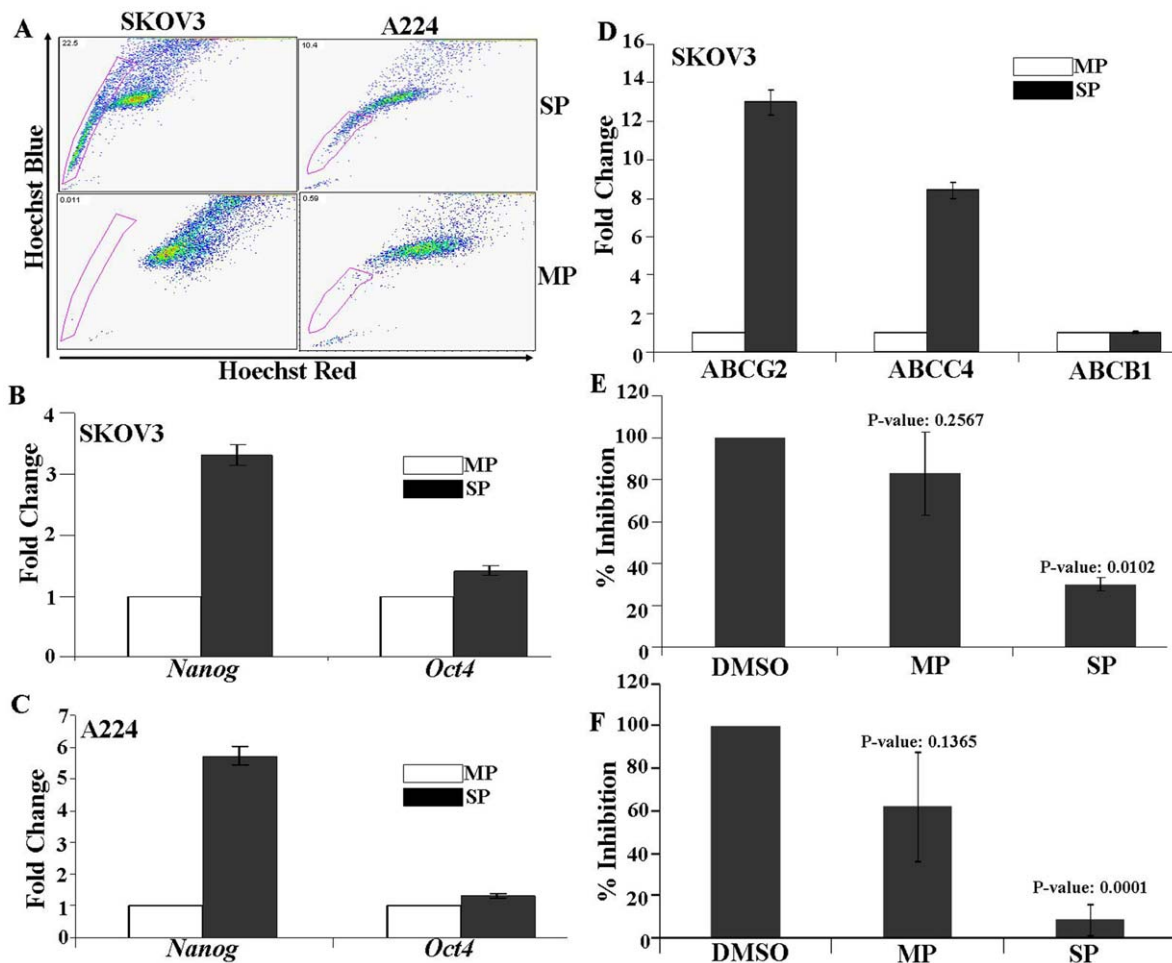 A
SKOV3
A224
22.5
10.4
SP
0.011
0.59
MP
Hoechst Blue
Hoechst Red
B
SKOV3
4
3
2
1
0
Fold Change
MP
SP
Nanog
Oct4
C
A224
7
6
5
4
3
2
1
0
Fold Change
MP
SP
Nanog
Oct4
D
SKOV3
16
14
12
10
8
6
4
2
0
Fold Change
MP
SP
ABCG2
ABCC4
ABCB1
E
120
100
80
60
40
20
0
% Inhibition
P-value: 0.2567
P-value: 0.0102
DMSO
MP
SP
F
120
100
80
60
40
20
0
% Inhibition
P-value: 0.1365
P-value: 0.0001
DMSO
MP
SP